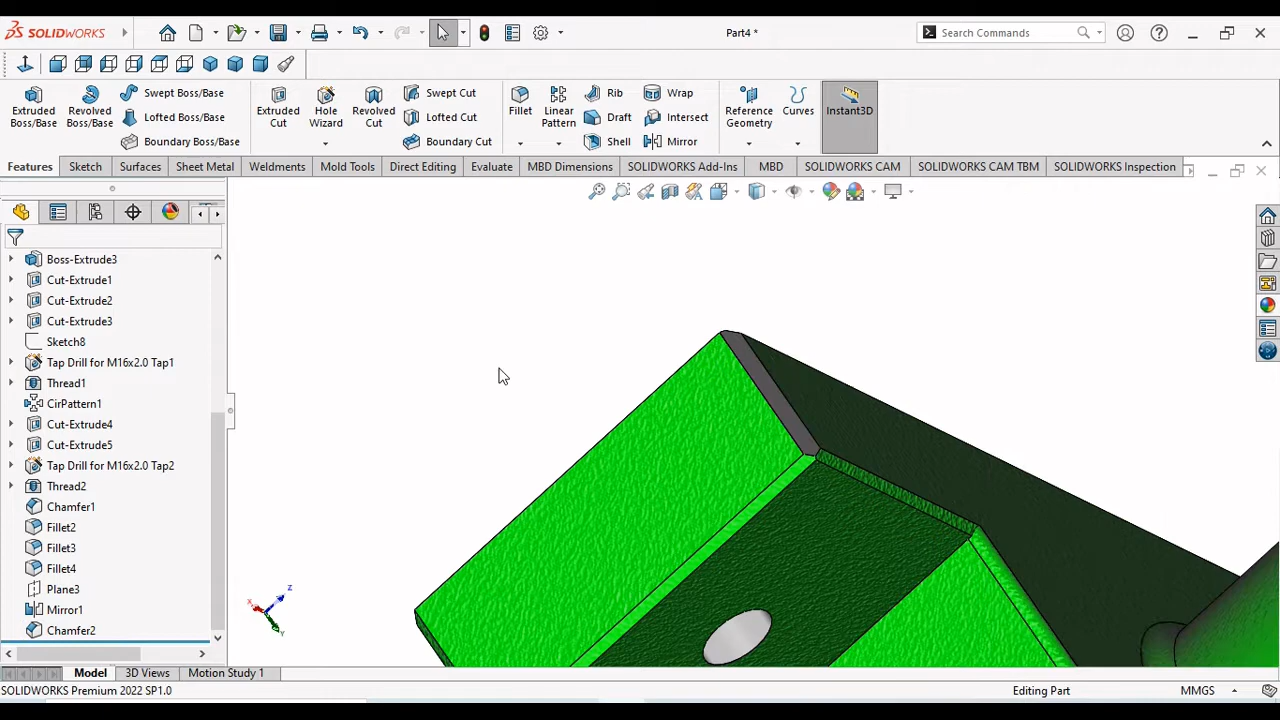 SOLIDWORKS
Part4 *
Search Commands
Extruded Boss/Base
Revolved Boss/Base
Swept Boss/Base
Lofted Boss/Base
Boundary Boss/Base
Extruded Cut
Hole Wizard
Revolved Cut
Swept Cut
Lofted Cut
Boundary Cut
Fillet
Linear Pattern
Rib
Draft
Shell
Wrap
Intersect
Mirror
Reference Geometry
Curves
Instant3D
Features Sketch Surfaces Sheet Metal Weldments Mold Tools Direct Editing Evaluate MBD Dimensions SOLIDWORKS Add-Ins MBD SOLIDWORKS CAM SOLIDWORKS CAM TBM SOLIDWORKS Inspection
Boss-Extrude3
Cut-Extrude1
Cut-Extrude2
Cut-Extrude3
Sketch8
Tap Drill for M16x2.0 Tap1
Thread1
CirPattern1
Cut-Extrude4
Cut-Extrude5
Tap Drill for M16x2.0 Tap2
Thread2
Chamfer1
Fillet2
Fillet3
Fillet4
Plane3
Mirror1
Chamfer2
X Y Z
Model 3D Views Motion Study 1
SOLIDWORKS Premium 2022 SP1.0 Editing Part MMGS